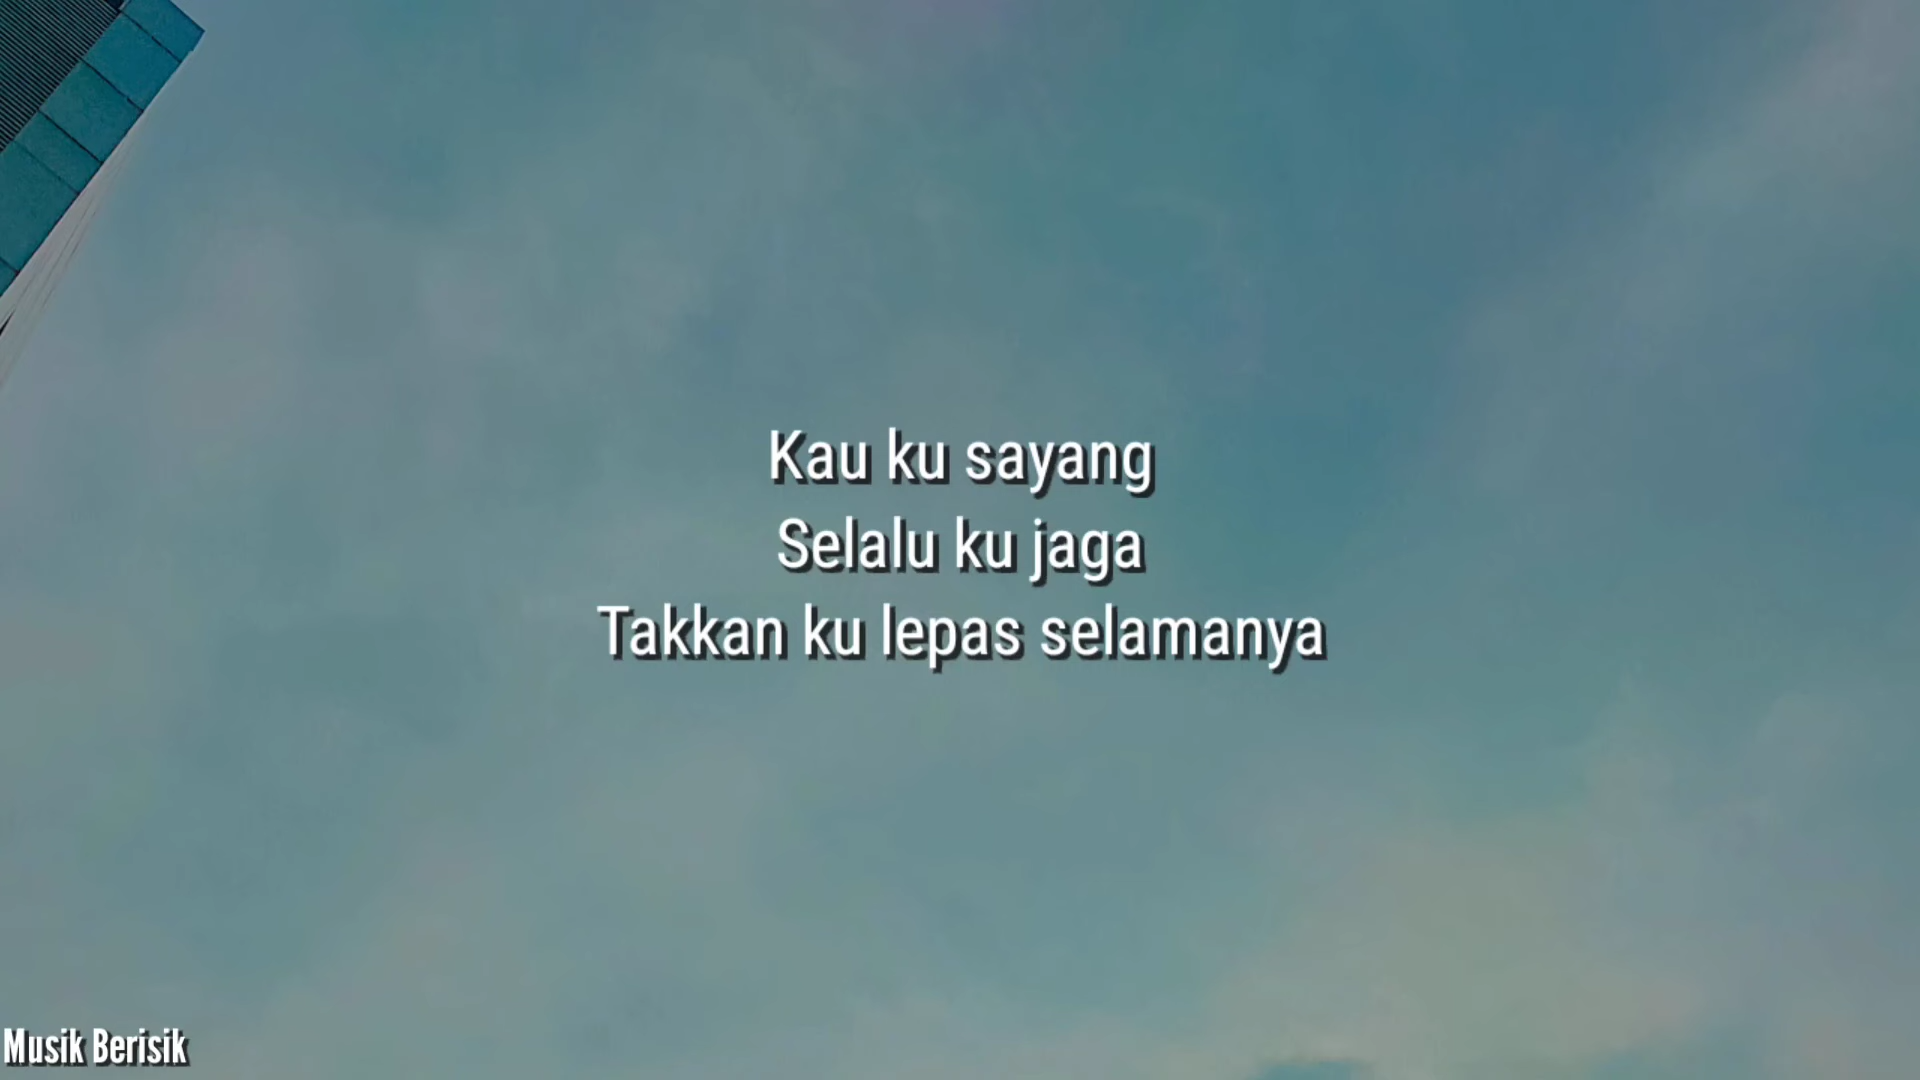 Kau ku sayang
Selalu ku jaga
Takkan ku lepas selamanya
Musik Berisik